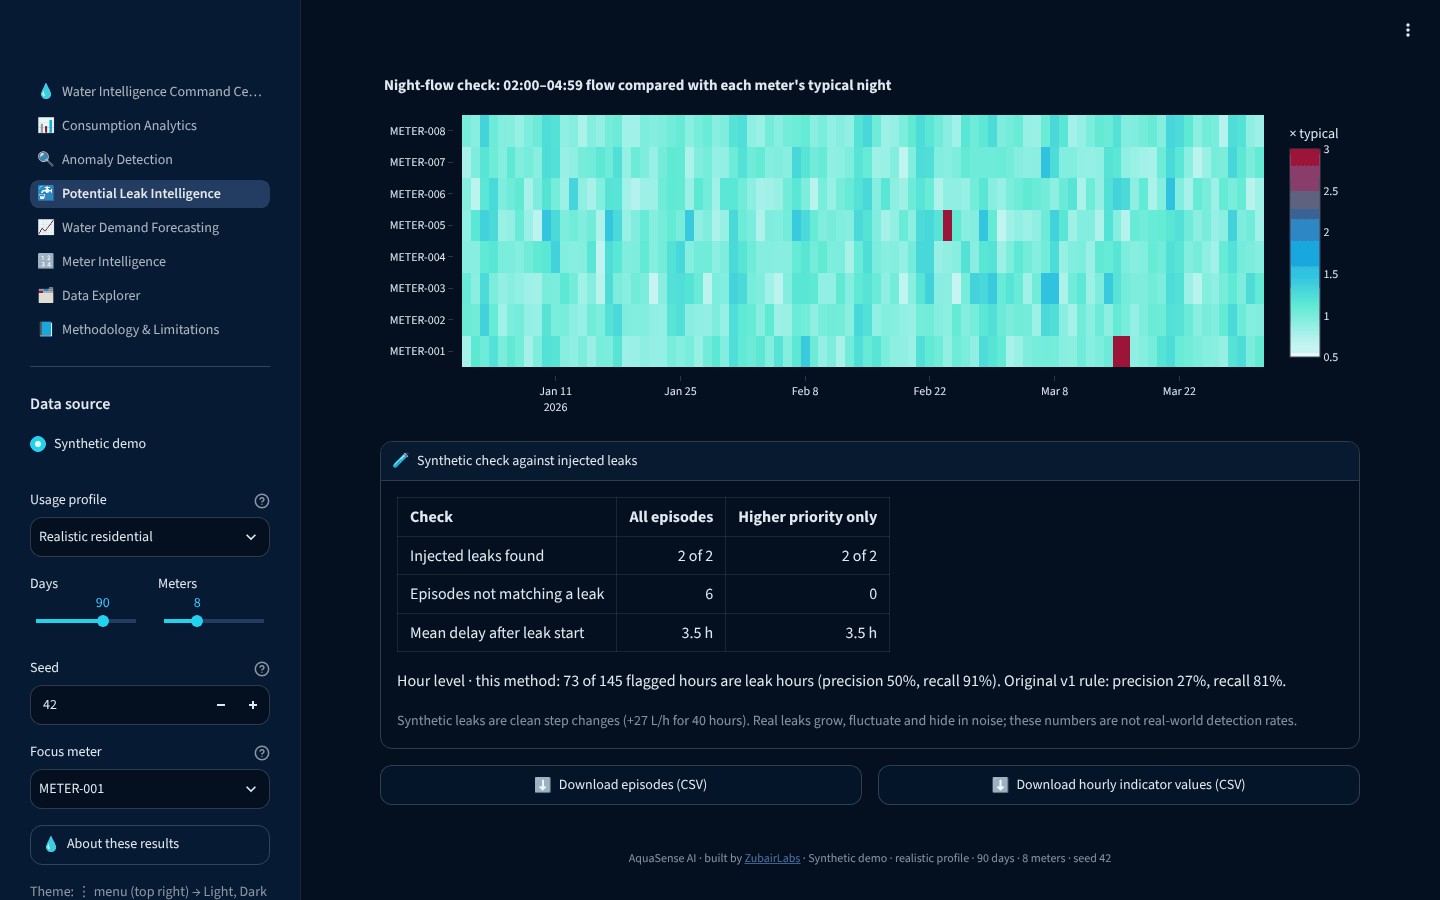 Water Intelligence Command Ce…
Consumption Analytics
Anomaly Detection
Potential Leak Intelligence
Water Demand Forecasting
Meter Intelligence
Data Explorer
Methodology & Limitations
Data source
Synthetic demo
Usage profile
Realistic residential
Days Meters
90 8
Seed
42
Focus meter
METER-001
About these results
Theme: ⋮ menu (top right) → Light, Dark
Night-flow check: 02:00–04:59 flow compared with each meter's typical night
METER-008
METER-007
METER-006
METER-005
METER-004
METER-003
METER-002
METER-001
Jan 11 Jan 25 Feb 8 Feb 22 Mar 8 Mar 22
2026
× typical
3
2.5
2
1.5
1
0.5
Synthetic check against injected leaks
Check All episodes Higher priority only
Injected leaks found 2 of 2 2 of 2
Episodes not matching a leak 6 0
Mean delay after leak start 3.5 h 3.5 h
Hour level · this method: 73 of 145 flagged hours are leak hours (precision 50%, recall 91%). Original v1 rule: precision 27%, recall 81%.
Synthetic leaks are clean step changes (+27 L/h for 40 hours). Real leaks grow, fluctuate and hide in noise; these numbers are not real-world detection rates.
Download episodes (CSV) Download hourly indicator values (CSV)
AquaSense AI · built by ZubairLabs · Synthetic demo · realistic profile · 90 days · 8 meters · seed 42